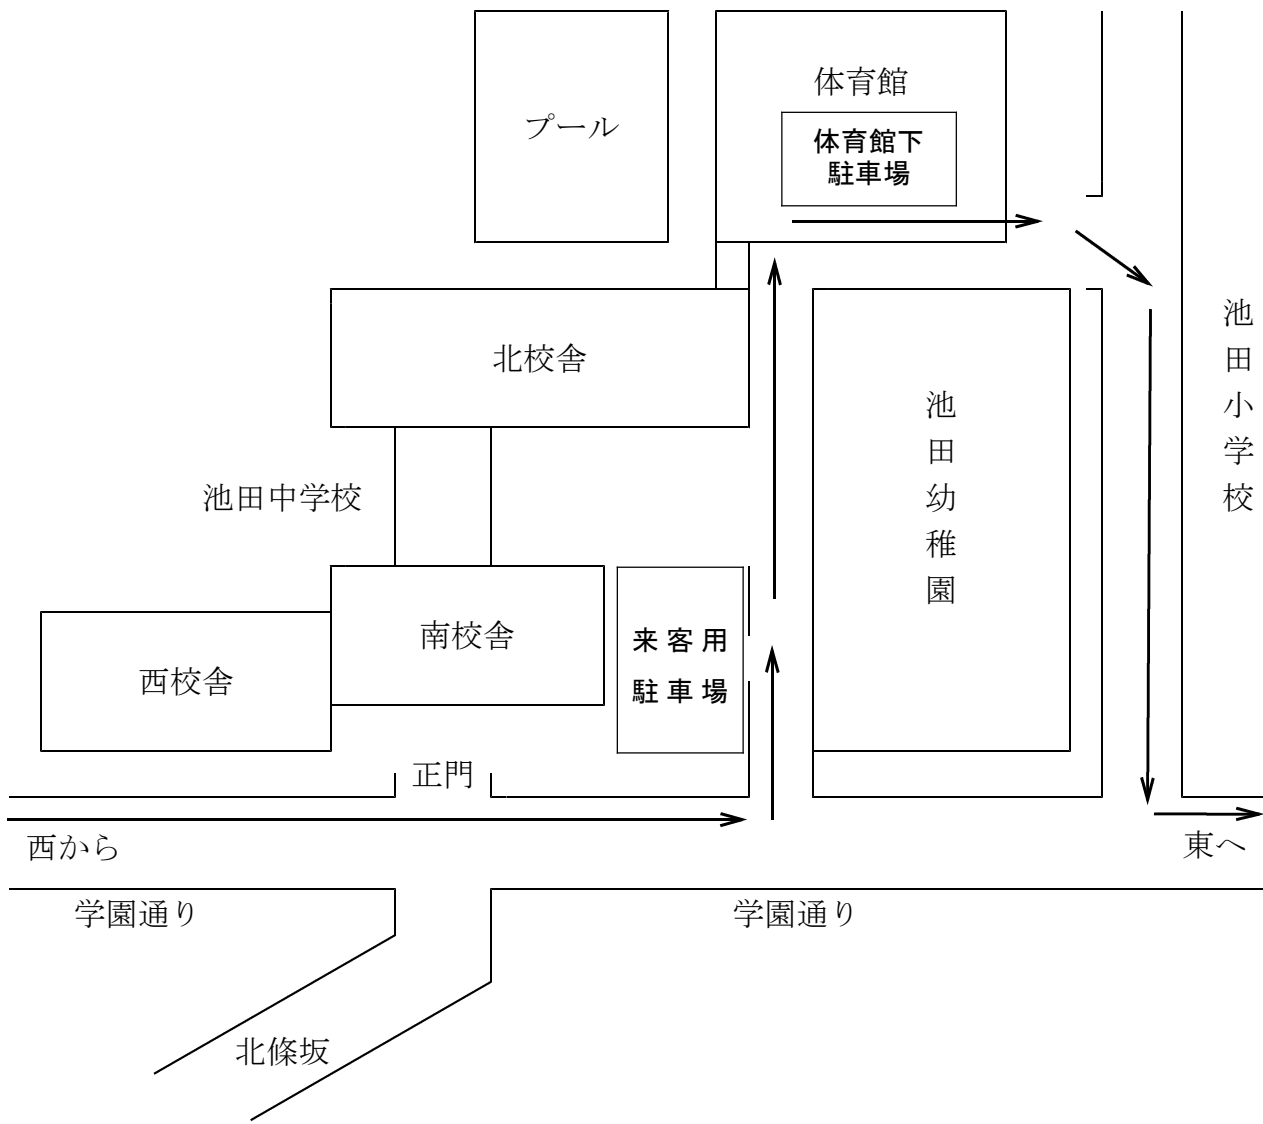 体育館
プール
体育館下
駐車場
池田小学校
北校舎
池田幼稚園
池田中学校
南校舎
来客用
駐車場
西校舎
正門
西から
東へ
学園通り
学園通り
北條坂